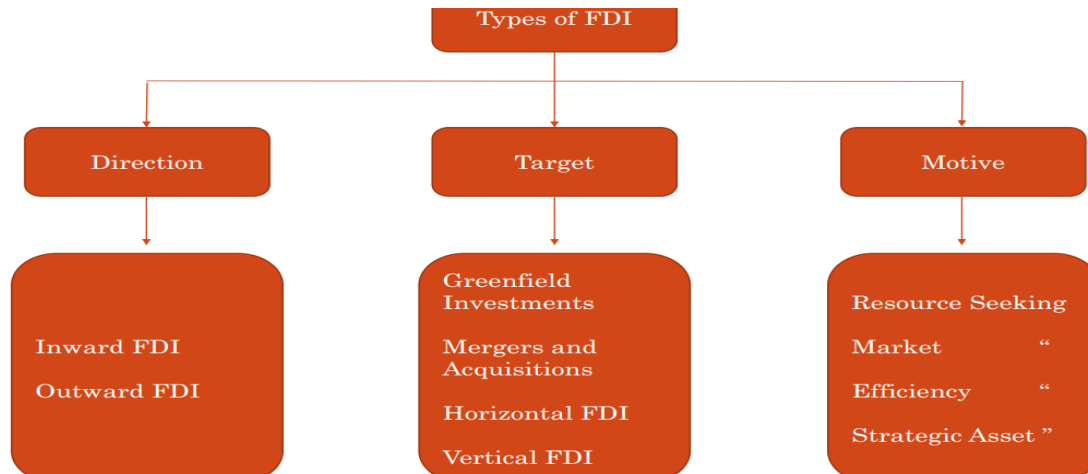 Types of FDI
Direction
Target
Motive
Inward FDI
Outward FDI
Greenfield
Investments
Mergers and
Acquisitions
Horizontal FDI
Vertical FDI
Resource Seeking
Market “
Efficiency “
Strategic Asset ”